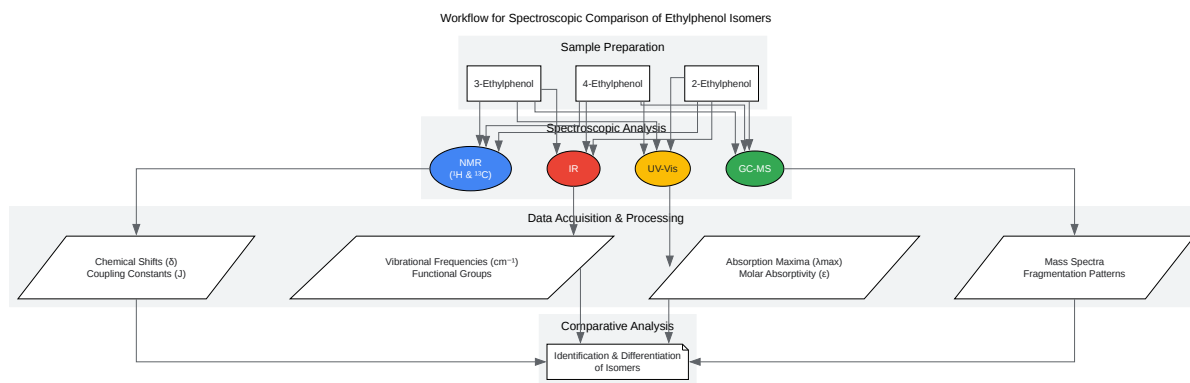 Workflow for Spectroscopic Comparison of Ethylphenol Isomers
Sample Preparation
3-Ethylphenol
4-Ethylphenol
2-Ethylphenol
Spectroscopic Analysis
NMR
(¹H & ¹³C)
IR
UV-Vis
GC-MS
Data Acquisition & Processing
Chemical Shifts (δ)
Coupling Constants (J)
Vibrational Frequencies (cm⁻¹)
Functional Groups
Absorption Maxima (λmax)
Molar Absorptivity (ε)
Mass Spectra
Fragmentation Patterns
Comparative Analysis
Identification & Differentiation
of Isomers